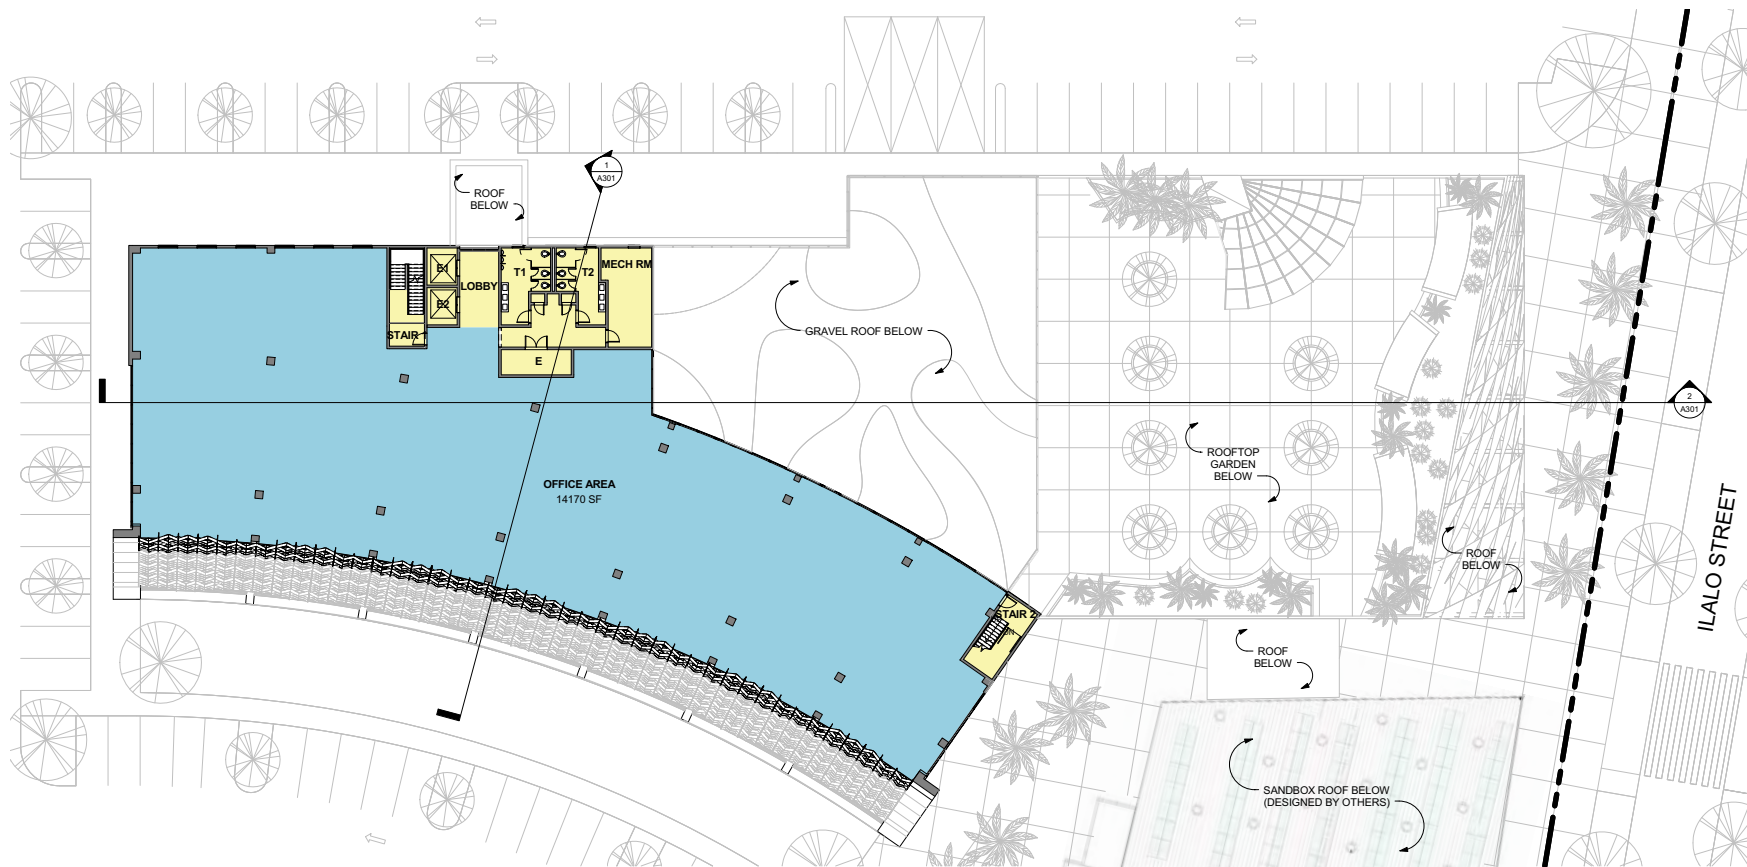 1
A301
ROOF
BELOW
E1
E2
LOBBY
T1
T2
MECH RM
STAIR
E
GRAVEL ROOF BELOW
2
A301
ROOFTOP
GARDEN
BELOW
OFFICE AREA
14170 SF
ROOF
BELOW
ILALO STREET
STAIR 2
ROOF
BELOW
SANDBOX ROOF BELOW
(DESIGNED BY OTHERS)